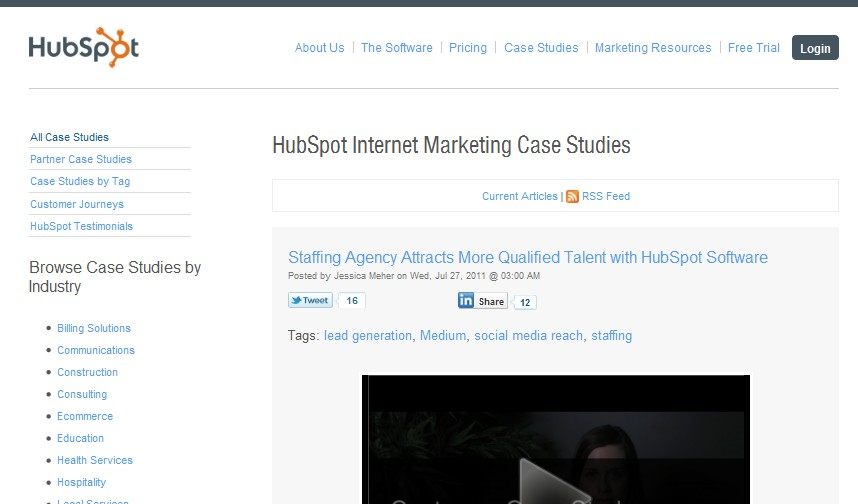 HubSpot
About Us | The Software | Pricing | Case Studies | Marketing Resources | Free Trial Login
All Case Studies
Partner Case Studies
Case Studies by Tag
Customer Journeys
HubSpot Testimonials
Browse Case Studies by
Industry
• Billing Solutions
• Communications
• Construction
• Consulting
• Ecommerce
• Education
• Health Services
• Hospitality
• Legal Services
HubSpot Internet Marketing Case Studies
Current Articles | RSS Feed
Staffing Agency Attracts More Qualified Talent with HubSpot Software
Posted by Jessica Meher on Wed, Jul 27, 2011 @ 03:00 AM
Tweet 16 in Share 12
Tags: lead generation, Medium, social media reach, staffing